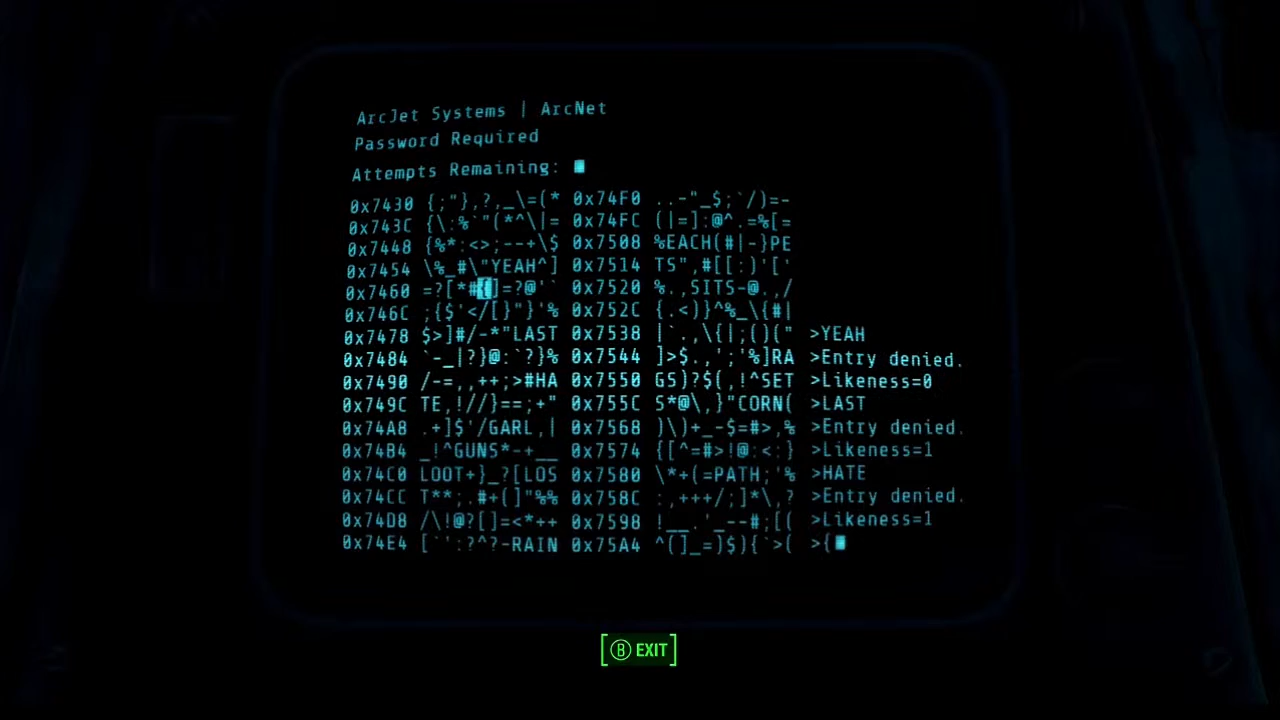 ArcJet Systems | ArcNet
Password Required
Attempts Remaining: ■
0x7430 {;"},?,_\=(* 0x74F0 ..-"_$;`/)=-
0x743C {\:%`"(*^\|= 0x74FC (|=]:@^.=%[=
0x7448 {%*:<>;--+\$ 0x7508 %EACH(#|-}PE
0x7454 \%_#\"YEAH^] 0x7514 TS",#[[:)'['
0x7460 =?[*#{]=?@'` 0x7520 %.,SITS-@.,/
0x746C ;{$'</[}"}'% 0x752C {.<)}^%_\{#|
0x7478 $>]#/-*"LAST 0x7538 |`.,\{|;()(" >YEAH
0x7484 `-_|?}@:`?}% 0x7544 ]>$.,';'%]RA >Entry denied.
0x7490 /-=,,++;>#HA 0x7550 GS)?$(,!^SET >Likeness=0
0x749C TE,!//}==;+" 0x755C S*@\,}"CORN( >LAST
0x74A8 .+]$'/GARL,| 0x7568 )\)+_-$=#>,% >Entry denied.
0x74B4 _!^GUNS*-+__ 0x7574 {[^=#>!@:<:} >Likeness=1
0x74C0 LOOT+}_?[LOS 0x7580 \*+(=PATH;'% >HATE
0x74CC T**;.#+(]"%% 0x758C :,+++/;]*\,? >Entry denied.
0x74D8 /\!@?[]=<*++ 0x7598 !__.'_--#;[( >Likeness=1
0x74E4 [`':?^?-RAIN 0x75A4 ^(]_=)$){`>( >{■
Ⓑ EXIT